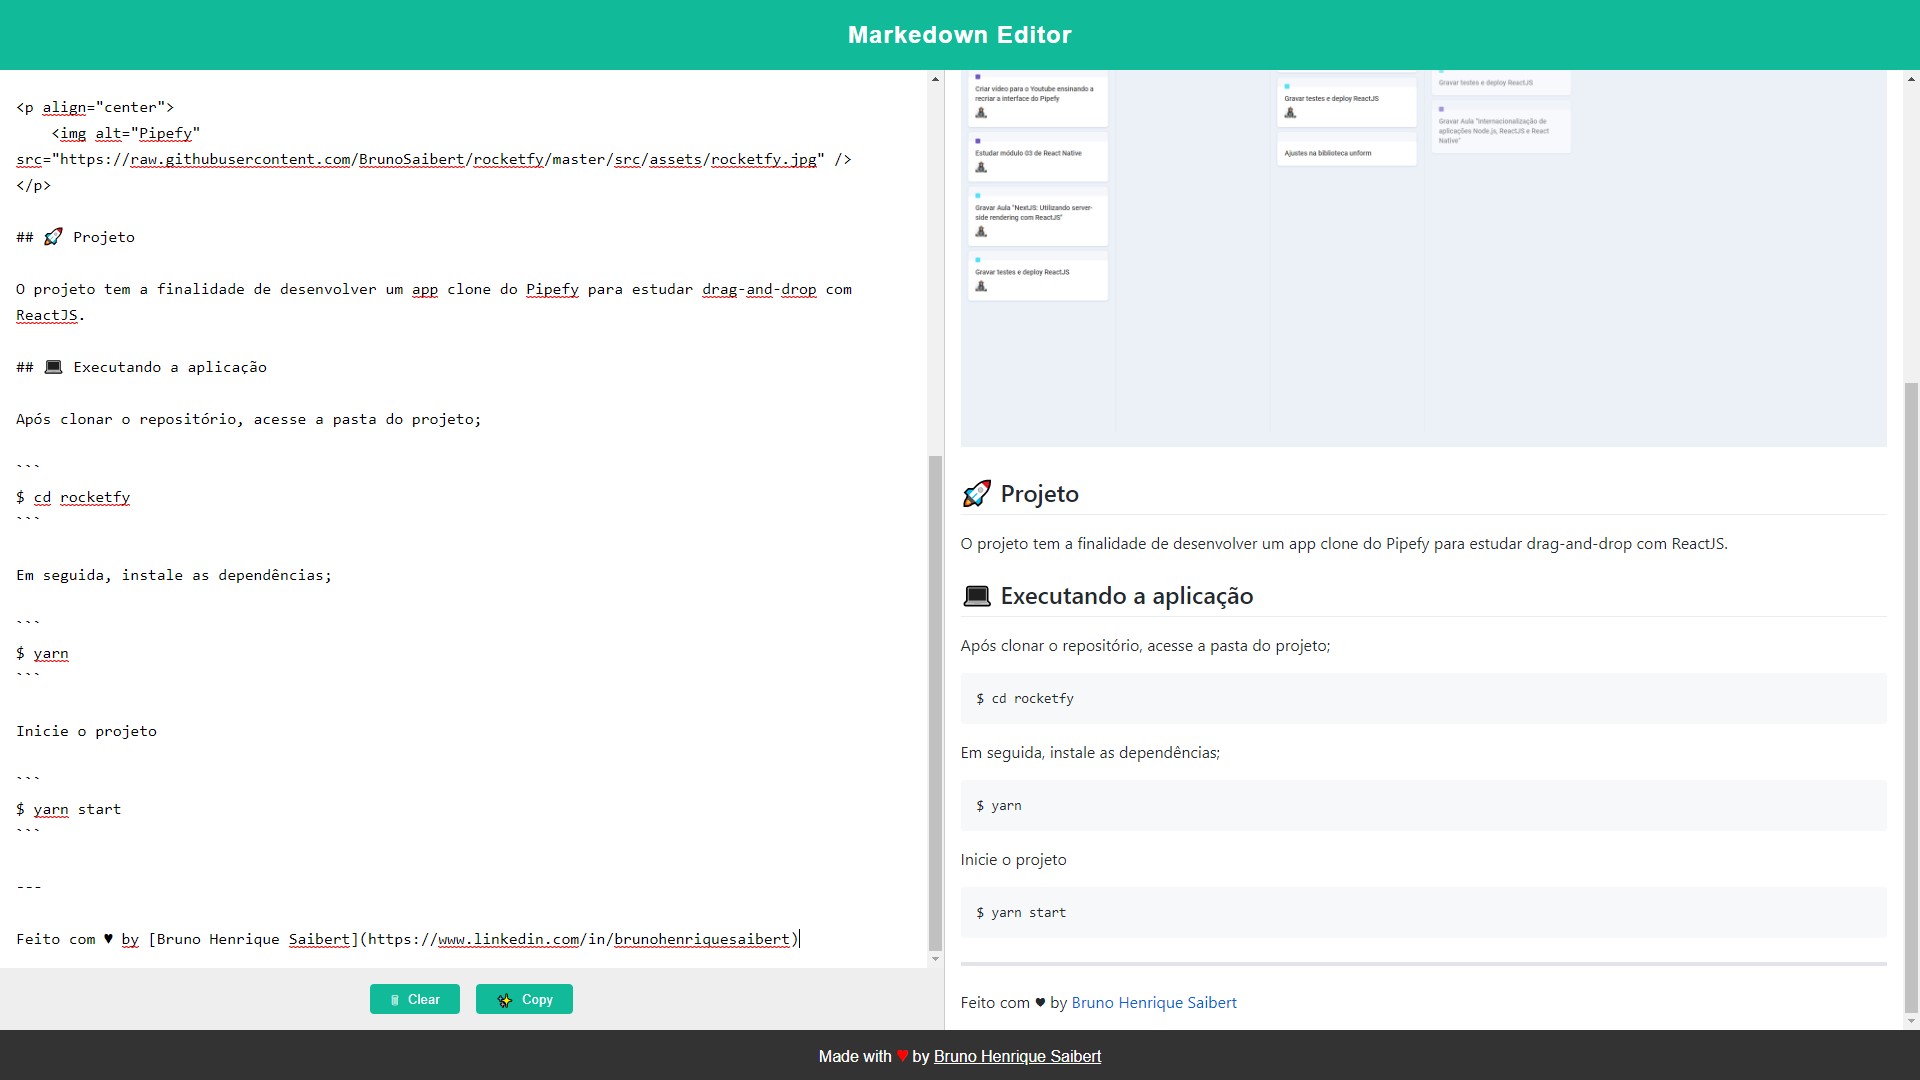 Markedown Editor
<p align="center">
<img alt="Pipefy"
src="https://raw.githubusercontent.com/BrunoSaibert/rocketfy/master/src/assets/rocketfy.jpg" />
</p>
## 🚀 Projeto
O projeto tem a finalidade de desenvolver um app clone do Pipefy para estudar drag-and-drop com
ReactJS.
## 💻 Executando a aplicação
Após clonar o repositório, acesse a pasta do projeto;
```
$ cd rocketfy
```
Em seguida, instale as dependências;
```
$ yarn
```
Inicie o projeto
```
$ yarn start
```
---
Feito com ♥ by [Bruno Henrique Saibert](https://www.linkedin.com/in/brunohenriquesaibert)
Clear
✨ Copy
Criar vídeo para o Youtube ensinando a
recriar a interface do Pipefy
Estudar módulo 03 de React Native
Gravar Aula "NextJS: Utilizando server-
side rendering com ReactJS"
Gravar testes e deploy ReactJS
Gravar testes e deploy ReactJS
Ajustes na biblioteca unform
Gravar testes e deploy ReactJS
Gravar Aula "Internacionalização de
aplicações Node.js, ReactJS e React
Native"
🚀 Projeto
O projeto tem a finalidade de desenvolver um app clone do Pipefy para estudar drag-and-drop com ReactJS.
💻 Executando a aplicação
Após clonar o repositório, acesse a pasta do projeto;
$ cd rocketfy
Em seguida, instale as dependências;
$ yarn
Inicie o projeto
$ yarn start
Feito com ♥ by Bruno Henrique Saibert
Made with ♥ by Bruno Henrique Saibert